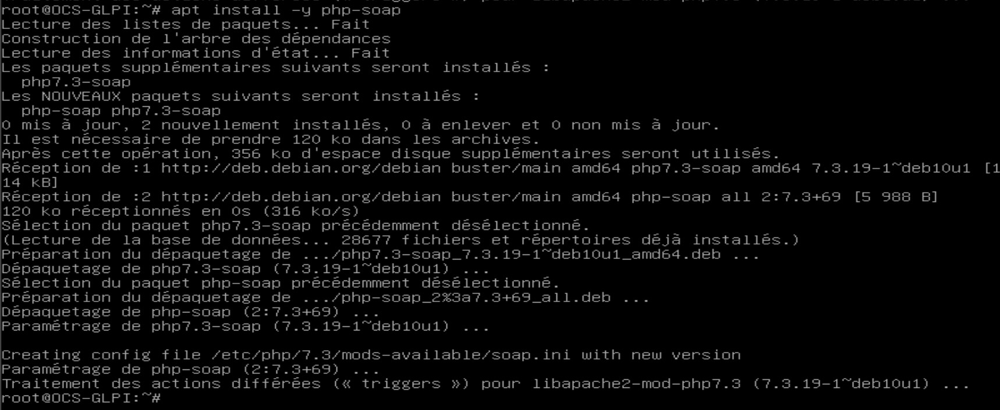 root@OCS-GLPI:~# apt install -y php-soap
Lecture des listes de paquets... Fait
Construction de l'arbre des dépendances
Lecture des informations d'état... Fait
Les paquets supplémentaires suivants seront installés :
  php7.3-soap
Les NOUVEAUX paquets suivants seront installés :
  php-soap php7.3-soap
0 mis à jour, 2 nouvellement installés, 0 à enlever et 0 non mis à jour.
Il est nécessaire de prendre 120 ko dans les archives.
Après cette opération, 356 ko d'espace disque supplémentaires seront utilisés.
Réception de :1 http://deb.debian.org/debian buster/main amd64 php7.3-soap amd64 7.3.19-1~deb10u1 [1
14 kB]
Réception de :2 http://deb.debian.org/debian buster/main amd64 php-soap all 2:7.3+69 [5 988 B]
120 ko réceptionnés en 0s (316 ko/s)
Sélection du paquet php7.3-soap précédemment désélectionné.
(Lecture de la base de données... 28677 fichiers et répertoires déjà installés.)
Préparation du dépaquetage de .../php7.3-soap_7.3.19-1~deb10u1_amd64.deb ...
Dépaquetage de php7.3-soap (7.3.19-1~deb10u1) ...
Sélection du paquet php-soap précédemment désélectionné.
Préparation du dépaquetage de .../php-soap_2%3a7.3+69_all.deb ...
Dépaquetage de php-soap (2:7.3+69) ...
Paramétrage de php7.3-soap (7.3.19-1~deb10u1) ...

Creating config file /etc/php/7.3/mods-available/soap.ini with new version
Paramétrage de php-soap (2:7.3+69) ...
Traitement des actions différées (« triggers ») pour libapache2-mod-php7.3 (7.3.19-1~deb10u1) ...
root@OCS-GLPI:~#